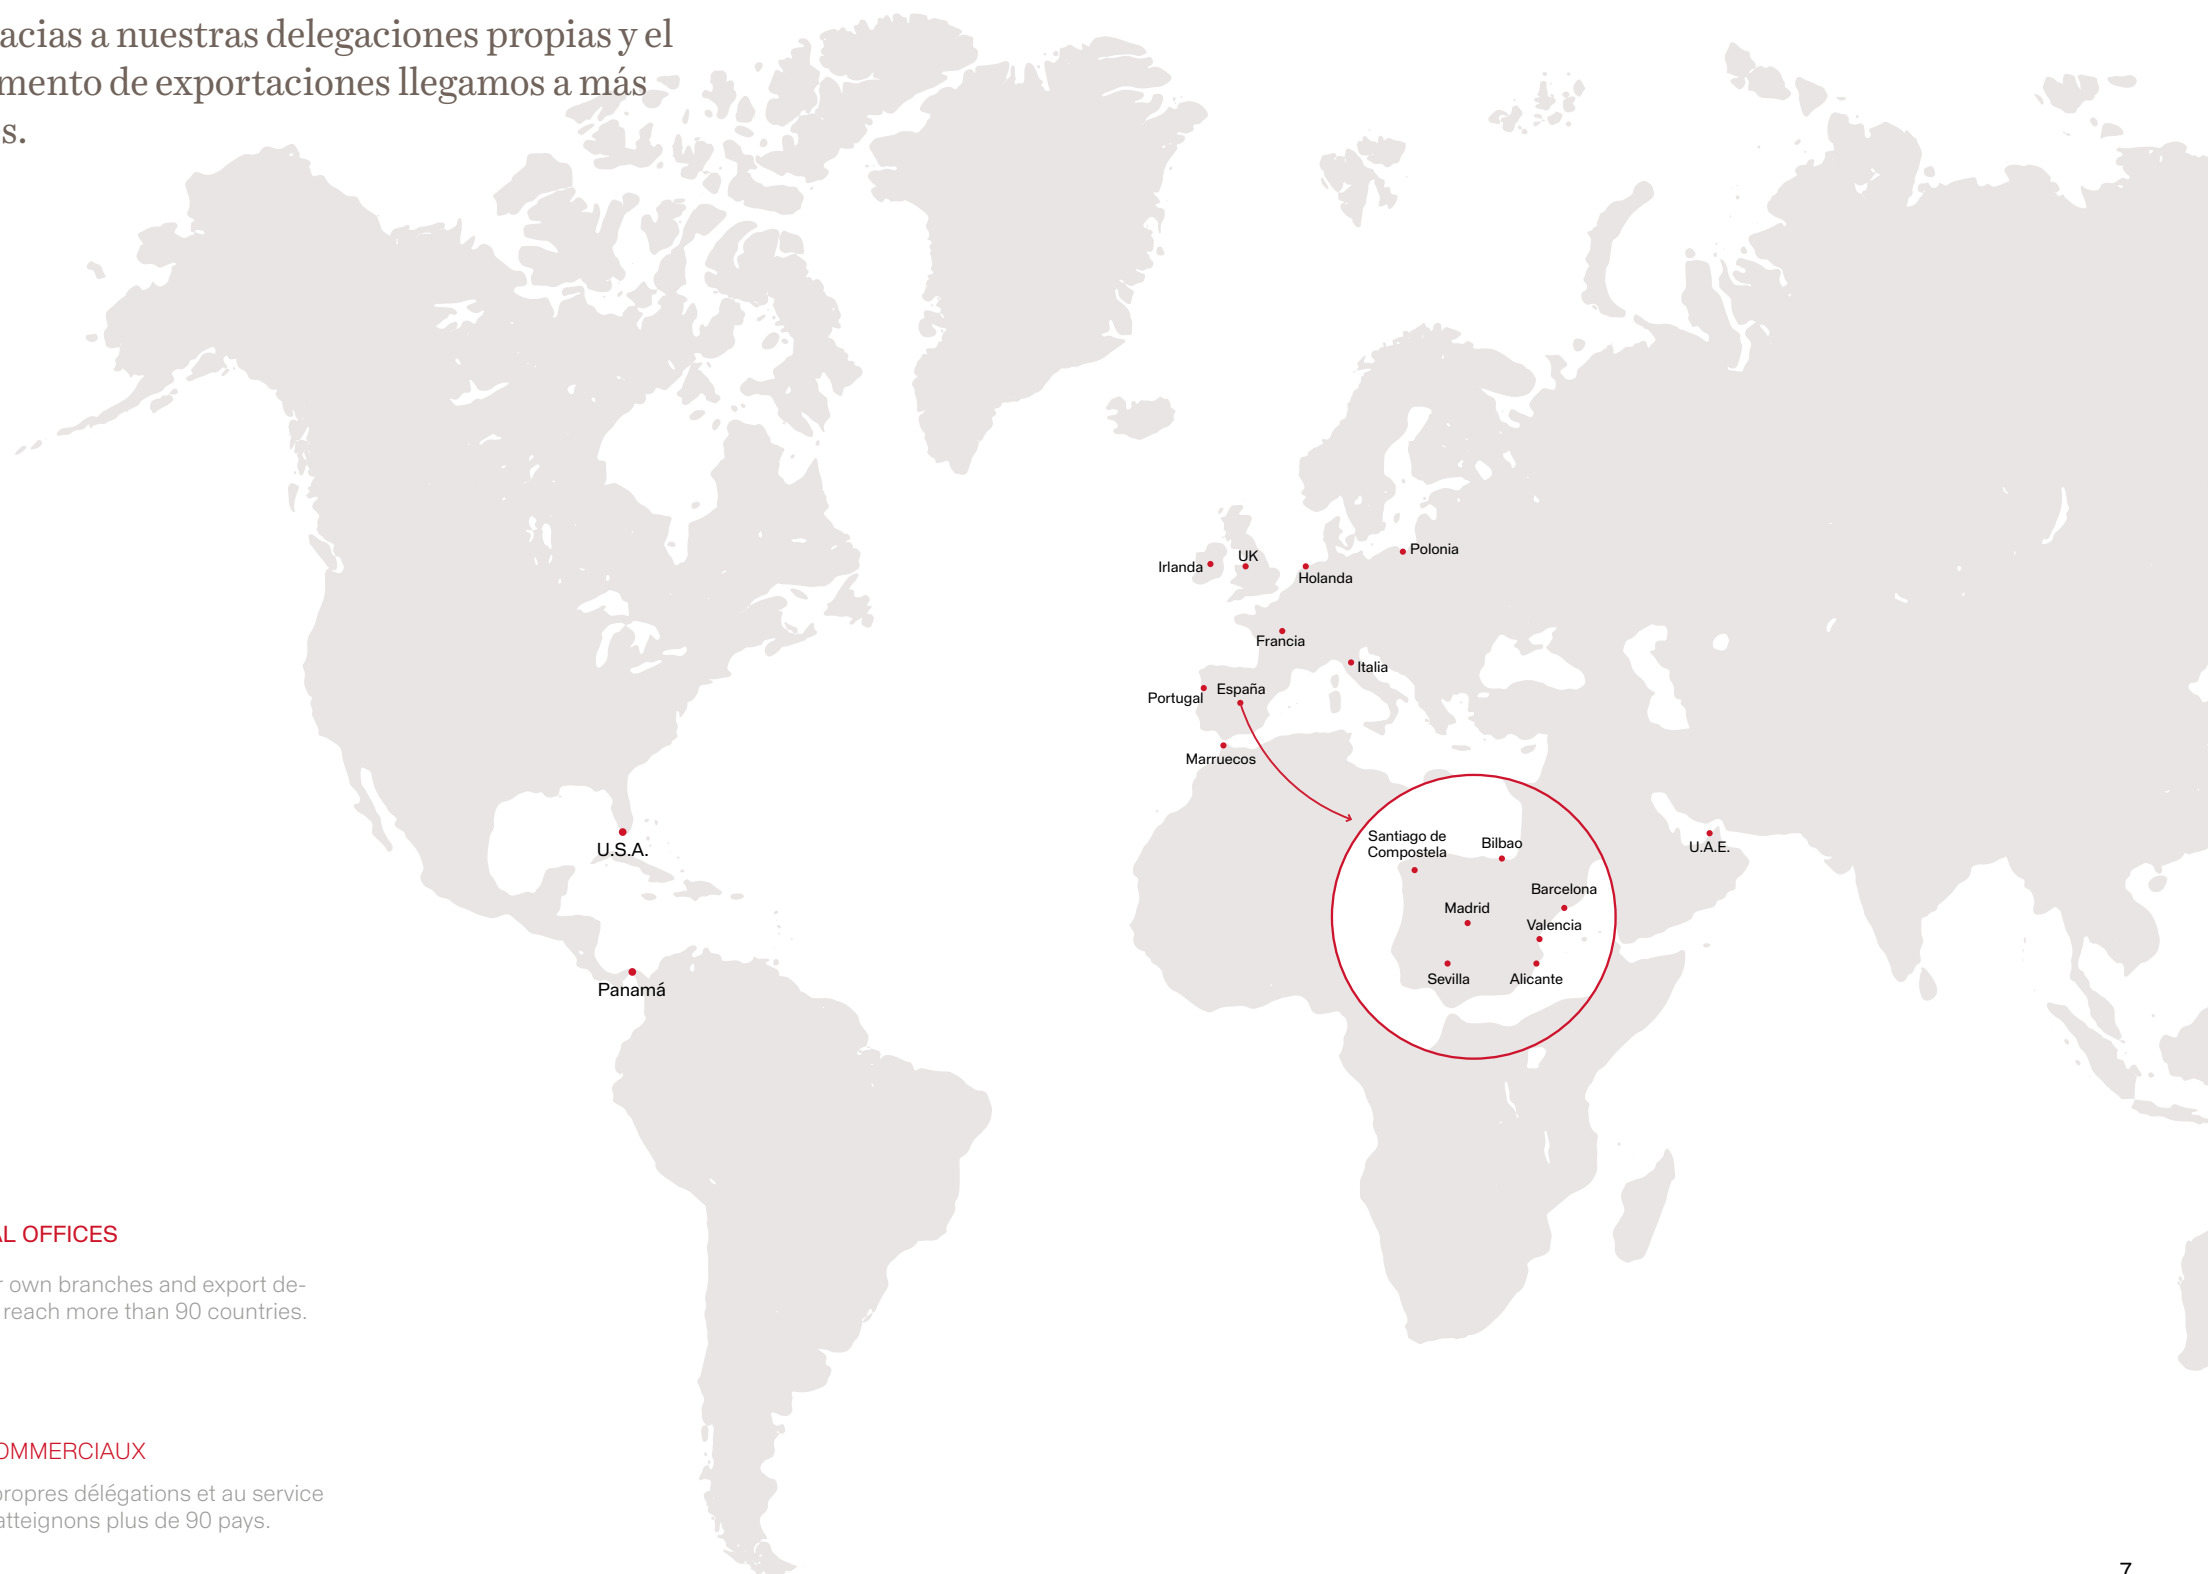 acias a nuestras delegaciones propias y el
mento de exportaciones llegamos a más
s.
Irlanda
UK
Holanda
Polonia
Francia
Italia
Portugal
España
Marruecos
U.S.A.
Panamá
U.A.E.
Santiago de
Compostela
Bilbao
Barcelona
Madrid
Valencia
Sevilla
Alicante
AL OFFICES
r own branches and export de-
reach more than 90 countries.
OMMERCIAUX
propres délégations et au service
atteignons plus de 90 pays.
7